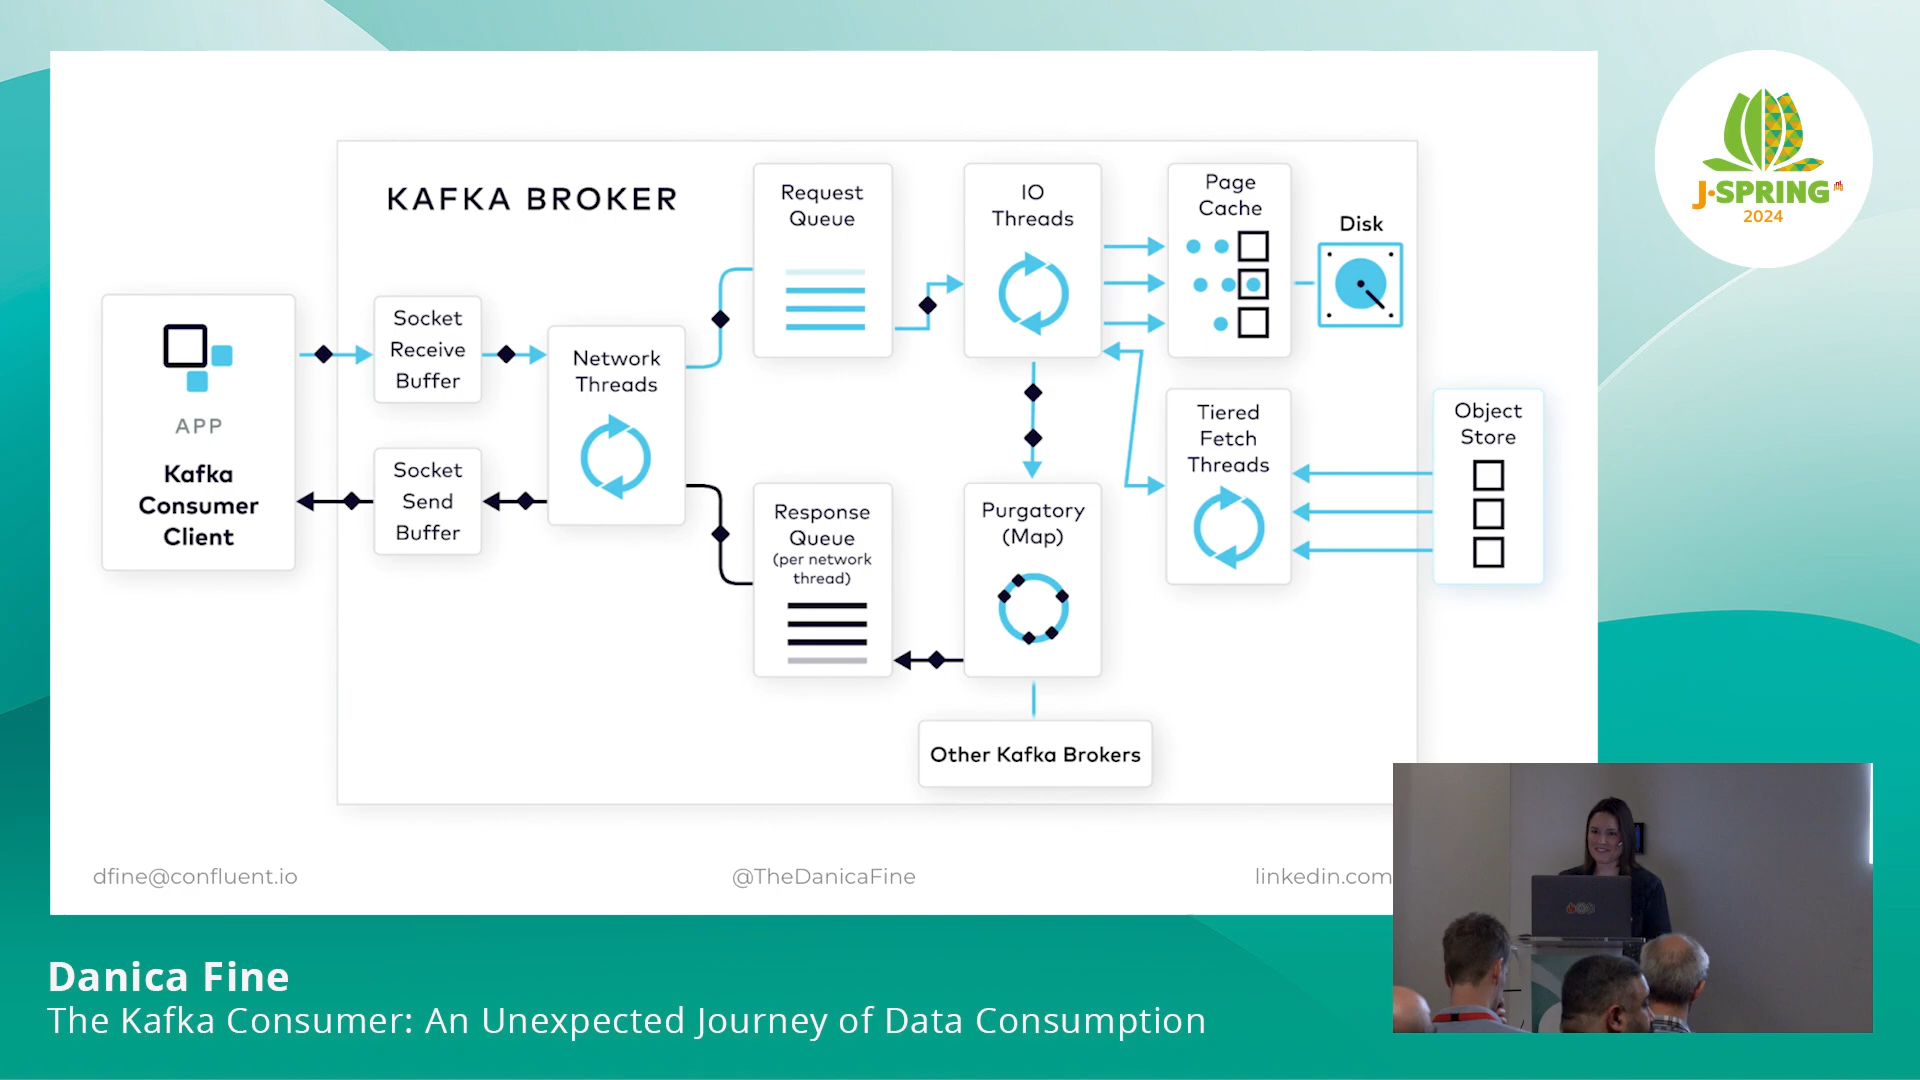 KAFKA BROKER
APP
Kafka
Consumer
Client
Socket
Receive
Buffer
Socket
Send
Buffer
Network
Threads
Request
Queue
Response
Queue
(per network
thread)
IO
Threads
Purgatory
(Map)
Other Kafka Brokers
Page
Cache
Disk
Tiered
Fetch
Threads
Object
Store
dfine@confluent.io
@TheDanicaFine
linkedin.com
J-SPRING
2024
Danica Fine
The Kafka Consumer: An Unexpected Journey of Data Consumption